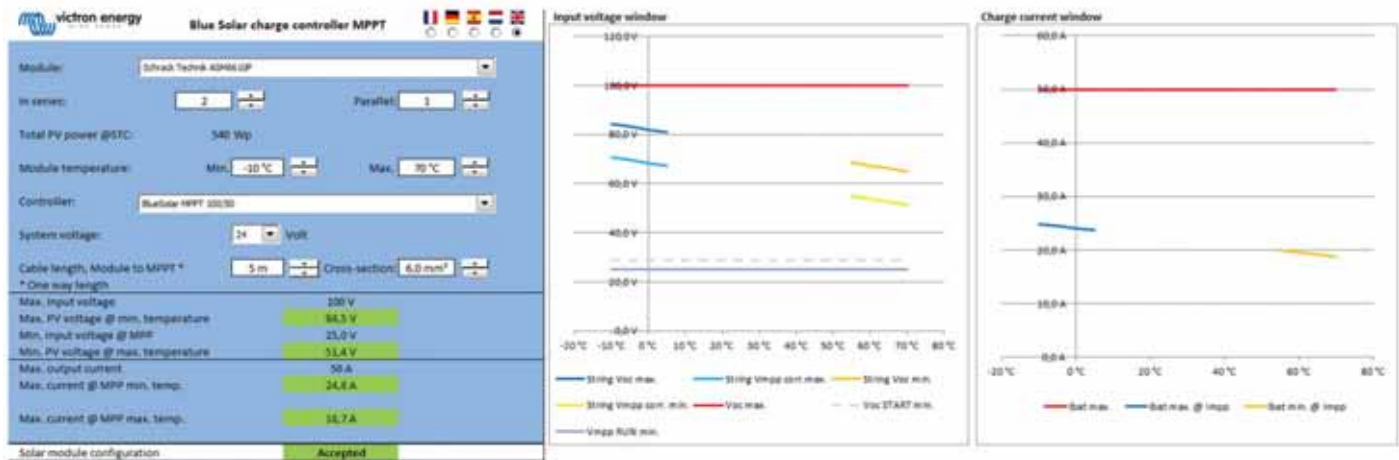 victron energy
Blue Solar charge controller MPPT
Module:
In series: 2 Parallel: 1
Total PV power @STC: 540 Wp
Module temperature: Min. -10 °C Max. 70 °C
Controller: BlueSolar MPPT 100/50
System voltage: 24 Volt
Cable length, Module to MPPT * 5 m Cross-section: 6,0 mm²
* One way length
Max. input voltage 100 V
Max. PV voltage @ min. temperature
Min. input voltage @ MPP 25,0 V
Min. PV voltage @ max. temperature 51,4 V
Max. output current 50 A
Max. current @ MPP min. temp. 24,8 A
Max. current @ MPP max. temp.
Solar module configuration Accepted
Input voltage window
120,0 V
100,0 V
80,0 V
60,0 V
40,0 V
20,0 V
0,0 V
-20 °C -10 °C 0 °C 10 °C 20 °C 30 °C 40 °C 50 °C 60 °C 70 °C 80 °C
String Voc max. String Vmpp corr. max. String Voc min.
String Vmpp corr. min. Voc max. Voc START min.
Vmpp RUN min.
Charge current window
60,0 A
50,0 A
40,0 A
30,0 A
20,0 A
10,0 A
0,0 A
-20 °C 0 °C 20 °C 40 °C 60 °C 80 °C
Ibat max. Ibat max. @ Impp Ibat min. @ Impp